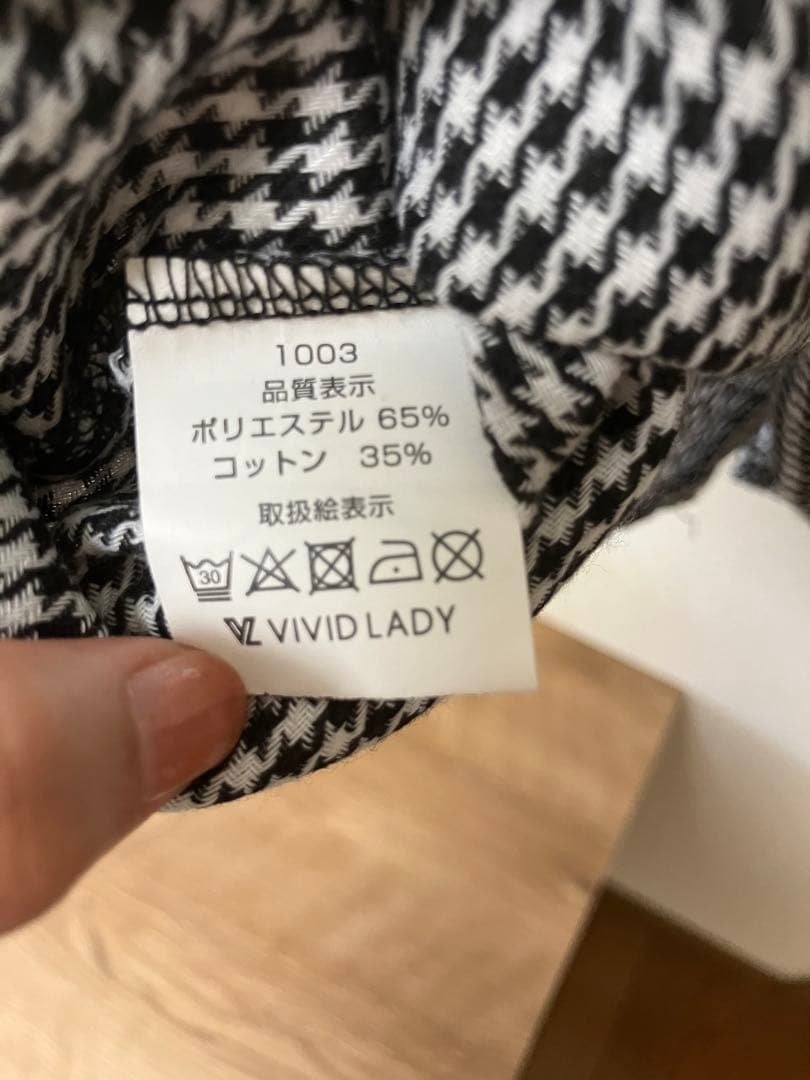 1003
品質表示
ポリエステル 65%
コットン 35%
取扱絵表示
30
VL VIVID LADY